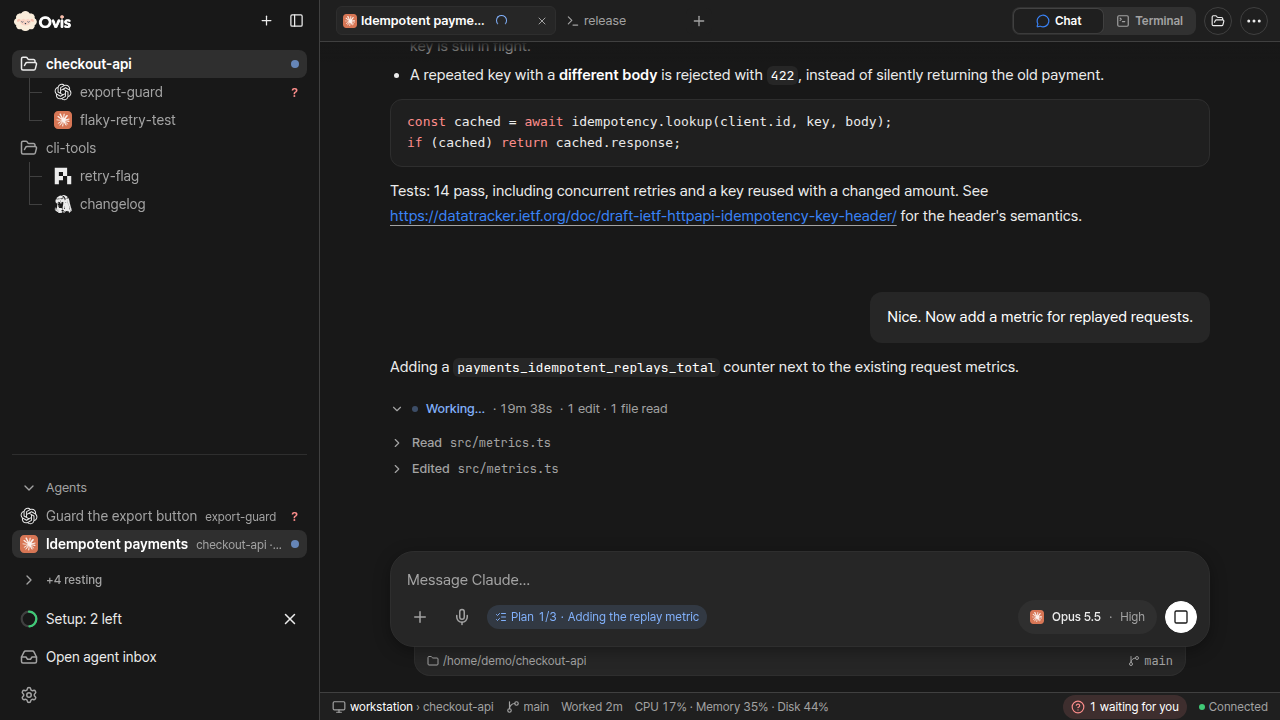 Ovis
checkout-api
export-guard ?
flaky-retry-test
cli-tools
retry-flag
changelog
Agents
Guard the export button export-guard ?
Idempotent payments checkout-api ·...
+4 resting
Setup: 2 left
Open agent inbox
Idempotent payme...
release
Chat
Terminal
key is still in flight.
• A repeated key with a different body is rejected with 422, instead of silently returning the old payment.
const cached = await idempotency.lookup(client.id, key, body);
if (cached) return cached.response;
Tests: 14 pass, including concurrent retries and a key reused with a changed amount. See
https://datatracker.ietf.org/doc/draft-ietf-httpapi-idempotency-key-header/ for the header's semantics.
Nice. Now add a metric for replayed requests.
Adding a payments_idempotent_replays_total counter next to the existing request metrics.
Working... · 19m 38s · 1 edit · 1 file read
Read src/metrics.ts
Edited src/metrics.ts
Message Claude...
Plan 1/3 · Adding the replay metric
Opus 5.5 · High
/home/demo/checkout-api
main
workstation › checkout-api main Worked 2m CPU 17% · Memory 35% · Disk 44%
1 waiting for you
Connected